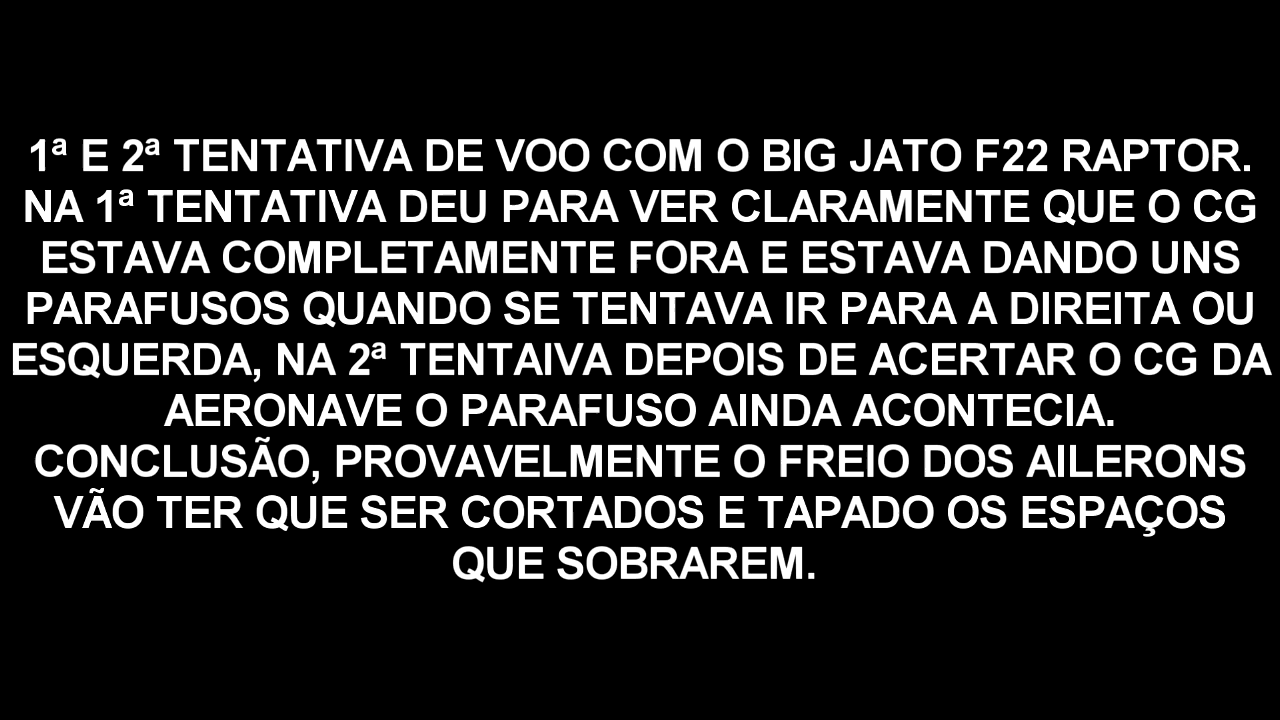 1ª E 2ª TENTATIVA DE VOO COM O BIG JATO F22 RAPTOR.
NA 1ª TENTATIVA DEU PARA VER CLARAMENTE QUE O CG
ESTAVA COMPLETAMENTE FORA E ESTAVA DANDO UNS
PARAFUSOS QUANDO SE TENTAVA IR PARA A DIREITA OU
ESQUERDA, NA 2ª TENTAIVA DEPOIS DE ACERTAR O CG DA
AERONAVE O PARAFUSO AINDA ACONTECIA.
CONCLUSÃO, PROVAVELMENTE O FREIO DOS AILERONS
VÃO TER QUE SER CORTADOS E TAPADO OS ESPAÇOS
QUE SOBRAREM.